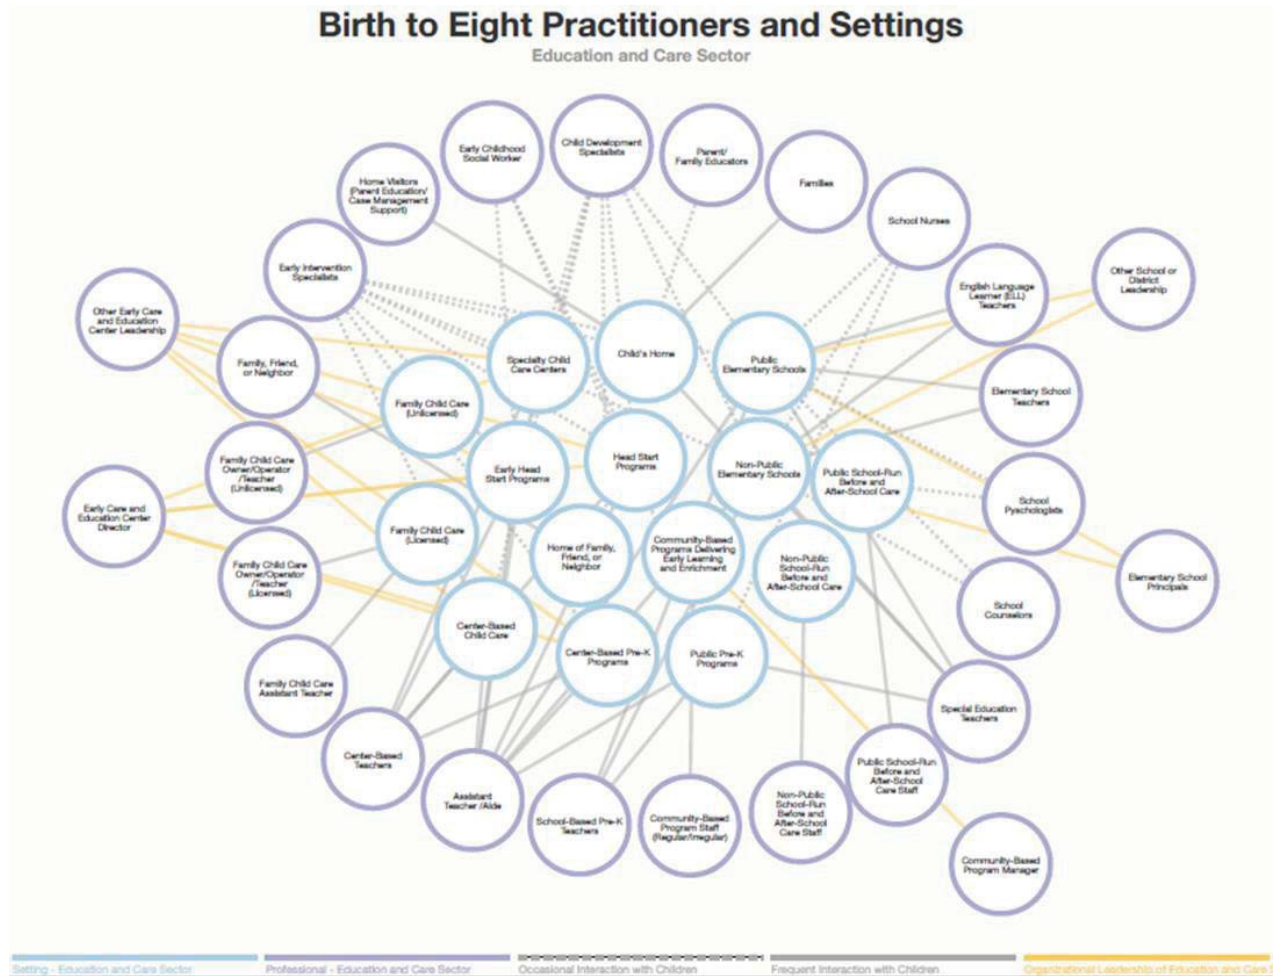 Birth to Eight Practitioners and Settings
Education and Care Sector
Early Childhood
Social Worker
Child Development
Specialists
Parent/
Family Educators
Families
Home Visitors
(Parent Education/
Case Management
Support)
School Nurses
Early Intervention
Specialists
English Language
Learner (ELL)
Teachers
Other School or
District
Leadership
Other Early Care
and Education
Center Leadership
Family, Friend,
or Neighbor
Specialty Child
Care Centers
Child's Home
Public
Elementary Schools
Family Child Care
(Unlicensed)
Elementary School
Teachers
Family Child Care
Owner/Operator
/Teacher
(Unlicensed)
Early Head
Start Programs
Head Start
Programs
Non-Public
Elementary Schools
Public School-Run
Before and
After-School Care
School
Pyschologists
Early Care and
Education Center
Director
Family Child Care
(Licensed)
Home of Family,
Friend, or
Neighbor
Community-Based
Programs Delivering
Early Learning
and Enrichment
Non-Public
School-Run
Before and
After-School Care
Family Child Care
Owner/Operator
/Teacher
(Licensed)
Elementary School
Principals
School
Counselors
Center-Based
Child Care
Center-Based Pre-K
Programs
Public Pre-K
Programs
Family Child Care
Assistant Teacher
Special Education
Teachers
Center-Based
Teachers
Public School-Run
Before and
After-School
Care Staff
Assistant
Teacher /Aide
School-Based Pre-K
Teachers
Community-Based
Program Staff
(Regular/Irregular)
Non-Public
School-Run
Before and
After-School
Care Staff
Community-Based
Program Manager
Setting - Education and Care Sector
Professional - Education and Care Sector
Occasional Interaction with Children
Frequent Interaction with Children
Organizational Leadership of Education and Care